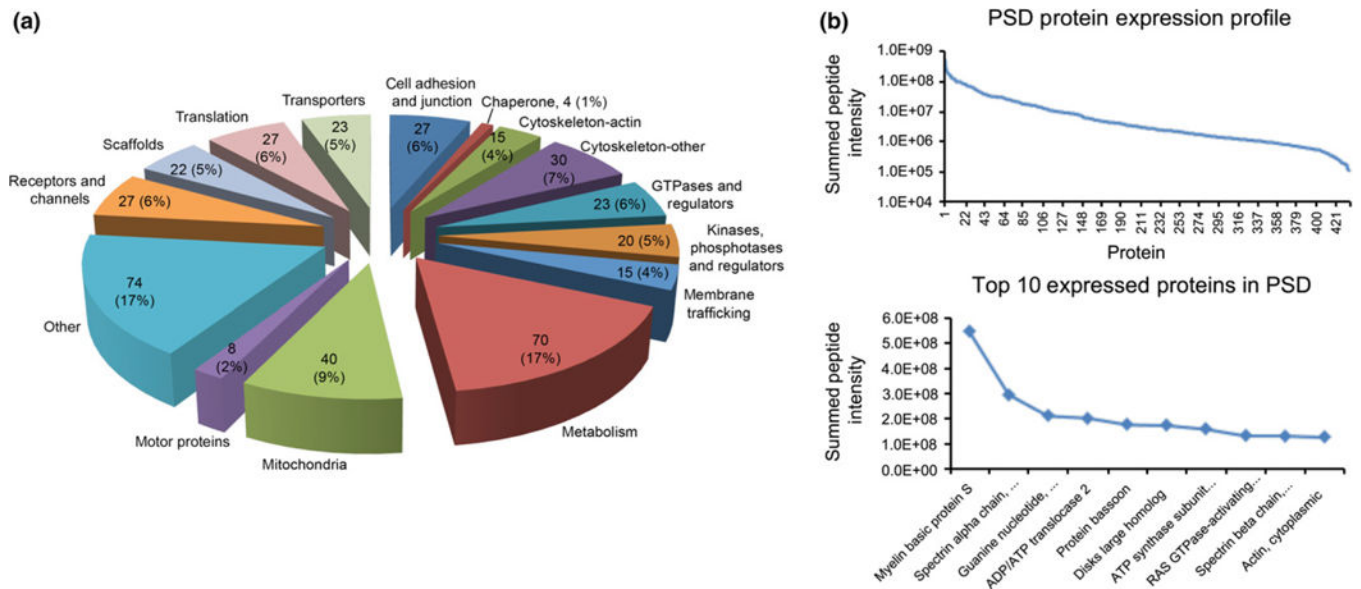 (a)
Cell adhesion
and junction
27
(6%)
Chaperone, 4 (1%)
Cytoskeleton-actin
15
(4%)
Cytoskeleton-other
30
(7%)
GTPases and
regulators
23 (6%)
Kinases,
phosphotases
and regulators
20 (5%)
Membrane
trafficking
15 (4%)
Metabolism
70
(17%)
Mitochondria
40
(9%)
Motor proteins
8
(2%)
Other
74
(17%)
Receptors and
channels
27 (6%)
Scaffolds
22 (5%)
Translation
27
(6%)
Transporters
23
(5%)
(b)
PSD protein expression profile
Summed peptide
intensity
1.0E+09
1.0E+08
1.0E+07
1.0E+06
1.0E+05
1.0E+04
1 22 43 64 85 106 127 148 169 190 211 232 253 274 295 316 337 358 379 400 421
Protein
Top 10 expressed proteins in PSD
Summed peptide
intensity
6.0E+08
5.0E+08
4.0E+08
3.0E+08
2.0E+08
1.0E+08
0.0E+00
Myelin basic protein S
Spectrin alpha chain, ...
Guanine nucleotide, ...
ADP/ATP translocase 2
Protein bassoon
Disks large homolog
ATP synthase subunit...
RAS GTPase-activating...
Spectrin beta chain,...
Actin, cytoplasmic